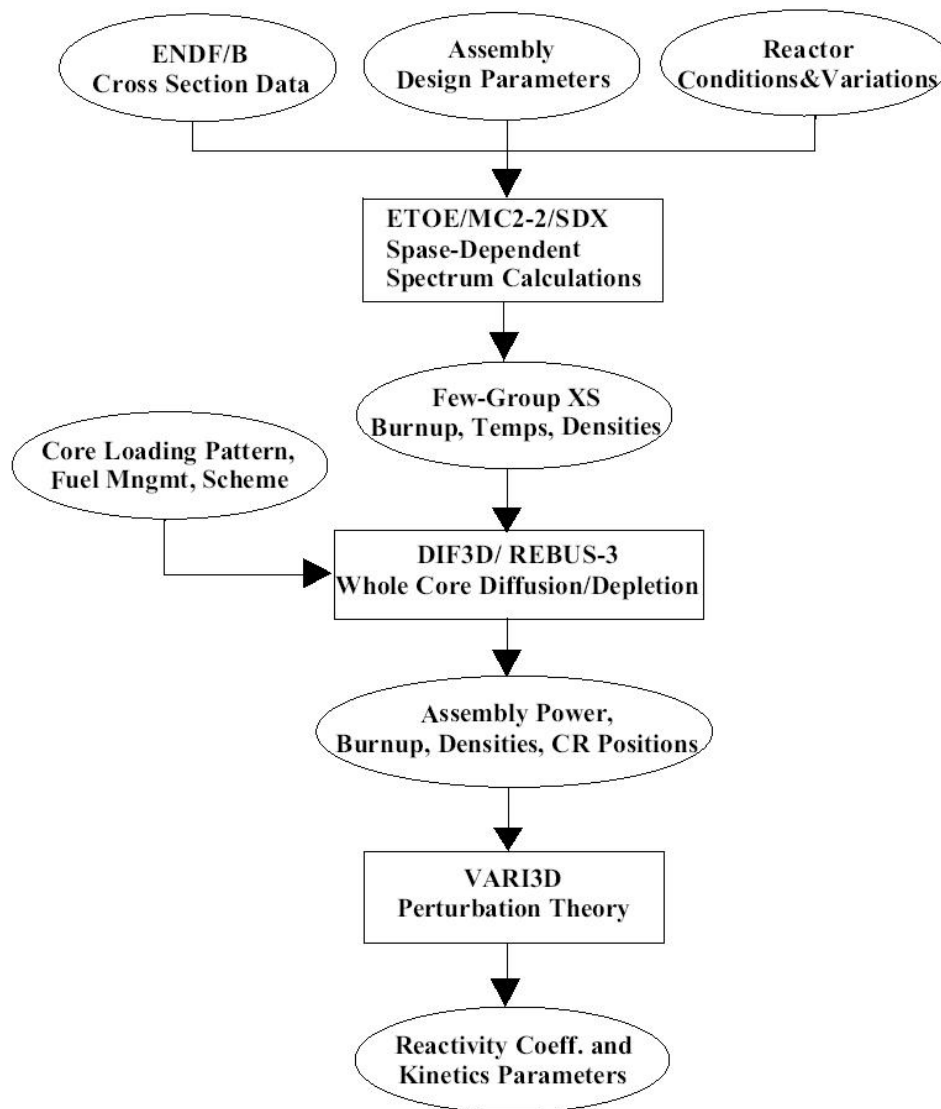 ENDF/B
Cross Section Data
Assembly
Design Parameters
Reactor
Conditions&Variations
ETOE/MC2-2/SDX
Spase-Dependent
Spectrum Calculations
Few-Group XS
Burnup, Temps, Densities
Core Loading Pattern,
Fuel Mngmt, Scheme
DIF3D/ REBUS-3
Whole Core Diffusion/Depletion
Assembly Power,
Burnup, Densities, CR Positions
VARI3D
Perturbation Theory
Reactivity Coeff. and
Kinetics Parameters